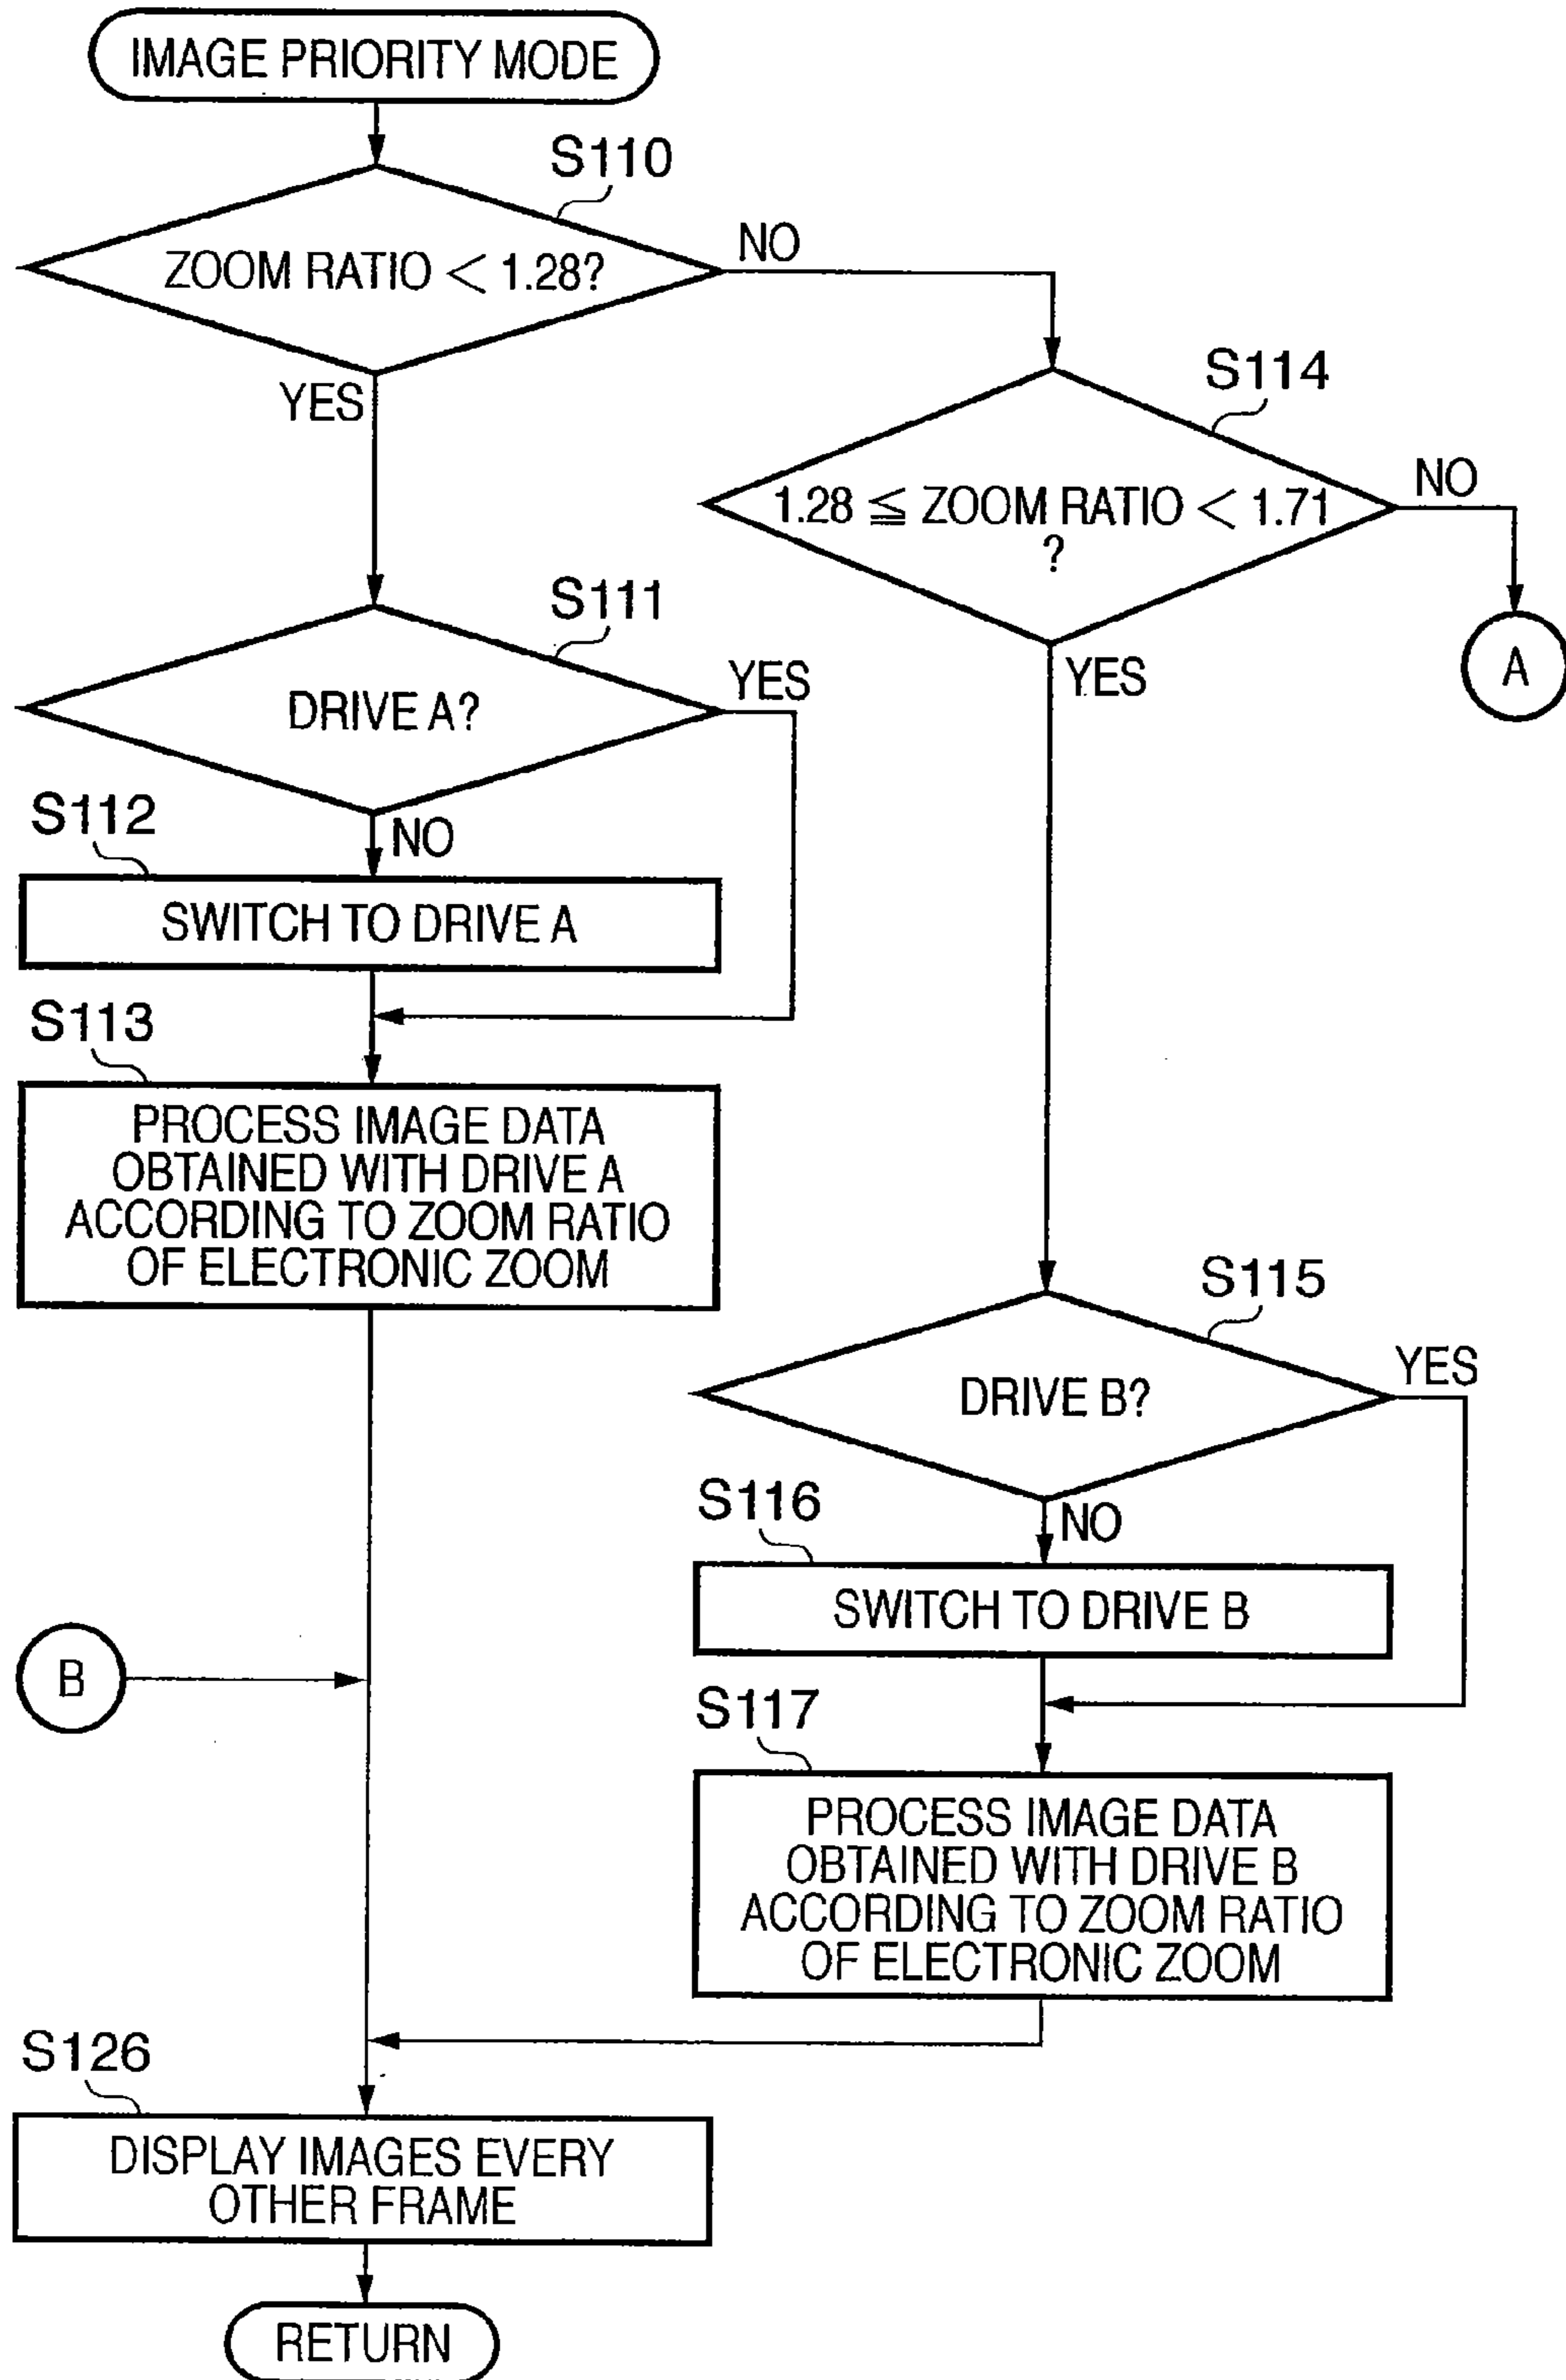 IMAGE PRIORITY MODE
S110
ZOOM RATIO < 1.28?
NO
YES
S114
1.28 ≦ ZOOM RATIO < 1.71
?
NO
YES
A
S111
DRIVE A?
YES
NO
S112
SWITCH TO DRIVE A
S113
PROCESS IMAGE DATA
OBTAINED WITH DRIVE A
ACCORDING TO ZOOM RATIO
OF ELECTRONIC ZOOM
S115
DRIVE B?
YES
NO
S116
SWITCH TO DRIVE B
B
S117
PROCESS IMAGE DATA
OBTAINED WITH DRIVE B
ACCORDING TO ZOOM RATIO
OF ELECTRONIC ZOOM
S126
DISPLAY IMAGES EVERY
OTHER FRAME
RETURN